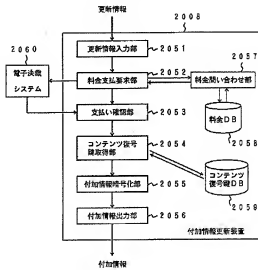 更新情報
2008
2060
電子決裁
システム
更新情報入力部
2051
料金支払要求部
2052
料金問い合わせ部
2057
料金DB
2058
支払い確認部
2053
コンテンツ復号
鍵取得部
2054
コンテンツ
復号鍵DB
2059
付加情報暗号化部
2055
付加情報出力部
2056
付加情報更新装置
付加情報